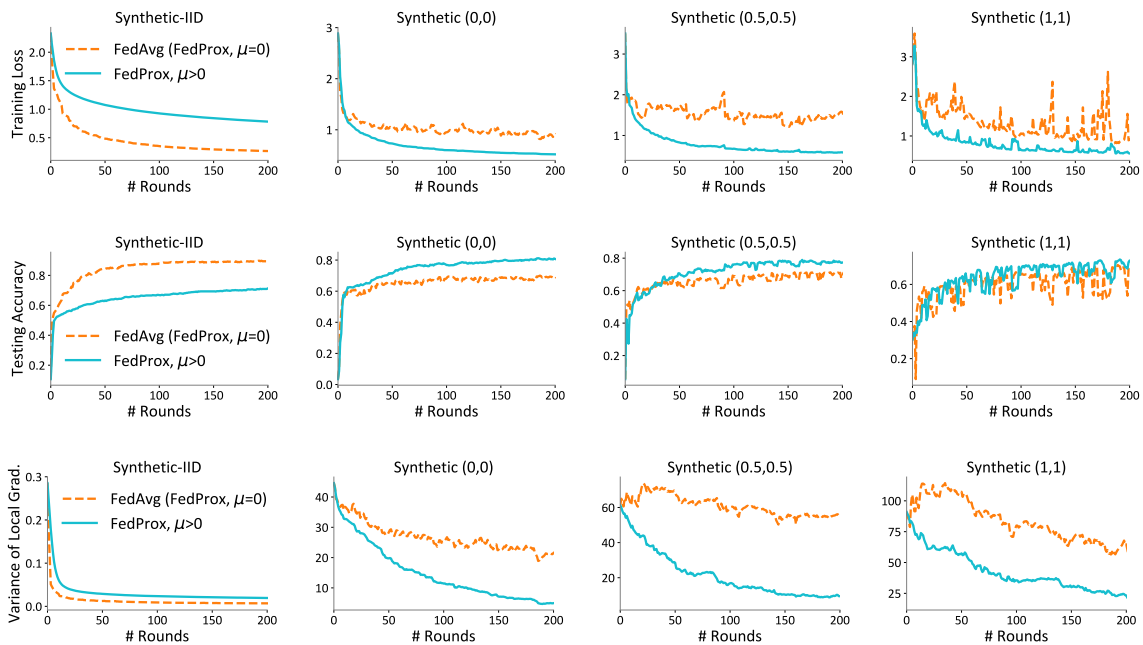 Synthetic-IID
Synthetic (0,0)
Synthetic (0.5,0.5)
Synthetic (1,1)
Training Loss
2.0
1.5
1.0
0.5
FedAvg (FedProx, μ=0)
FedProx, μ>0
3
2
1
3
2
1
3
2
1
0 50 100 150 200
0 50 100 150 200
0 50 100 150 200
0 50 100 150 200
# Rounds
# Rounds
# Rounds
# Rounds
Synthetic-IID
Synthetic (0,0)
Synthetic (0.5,0.5)
Synthetic (1,1)
Testing Accuracy
0.8
0.6
0.4
0.2
FedAvg (FedProx, μ=0)
FedProx, μ>0
0.8
0.6
0.4
0.2
0.0
0.8
0.6
0.4
0.2
0.6
0.4
0.2
0 50 100 150 200
0 50 100 150 200
0 50 100 150 200
0 50 100 150 200
# Rounds
# Rounds
# Rounds
# Rounds
Synthetic-IID
Synthetic (0,0)
Synthetic (0.5,0.5)
Synthetic (1,1)
Variance of Local Grad.
0.3
0.2
0.1
0.0
FedAvg (FedProx, μ=0)
FedProx, μ>0
40
30
20
10
60
40
20
100
75
50
25
0 50 100 150 200
0 50 100 150 200
0 50 100 150 200
0 50 100 150 200
# Rounds
# Rounds
# Rounds
# Rounds